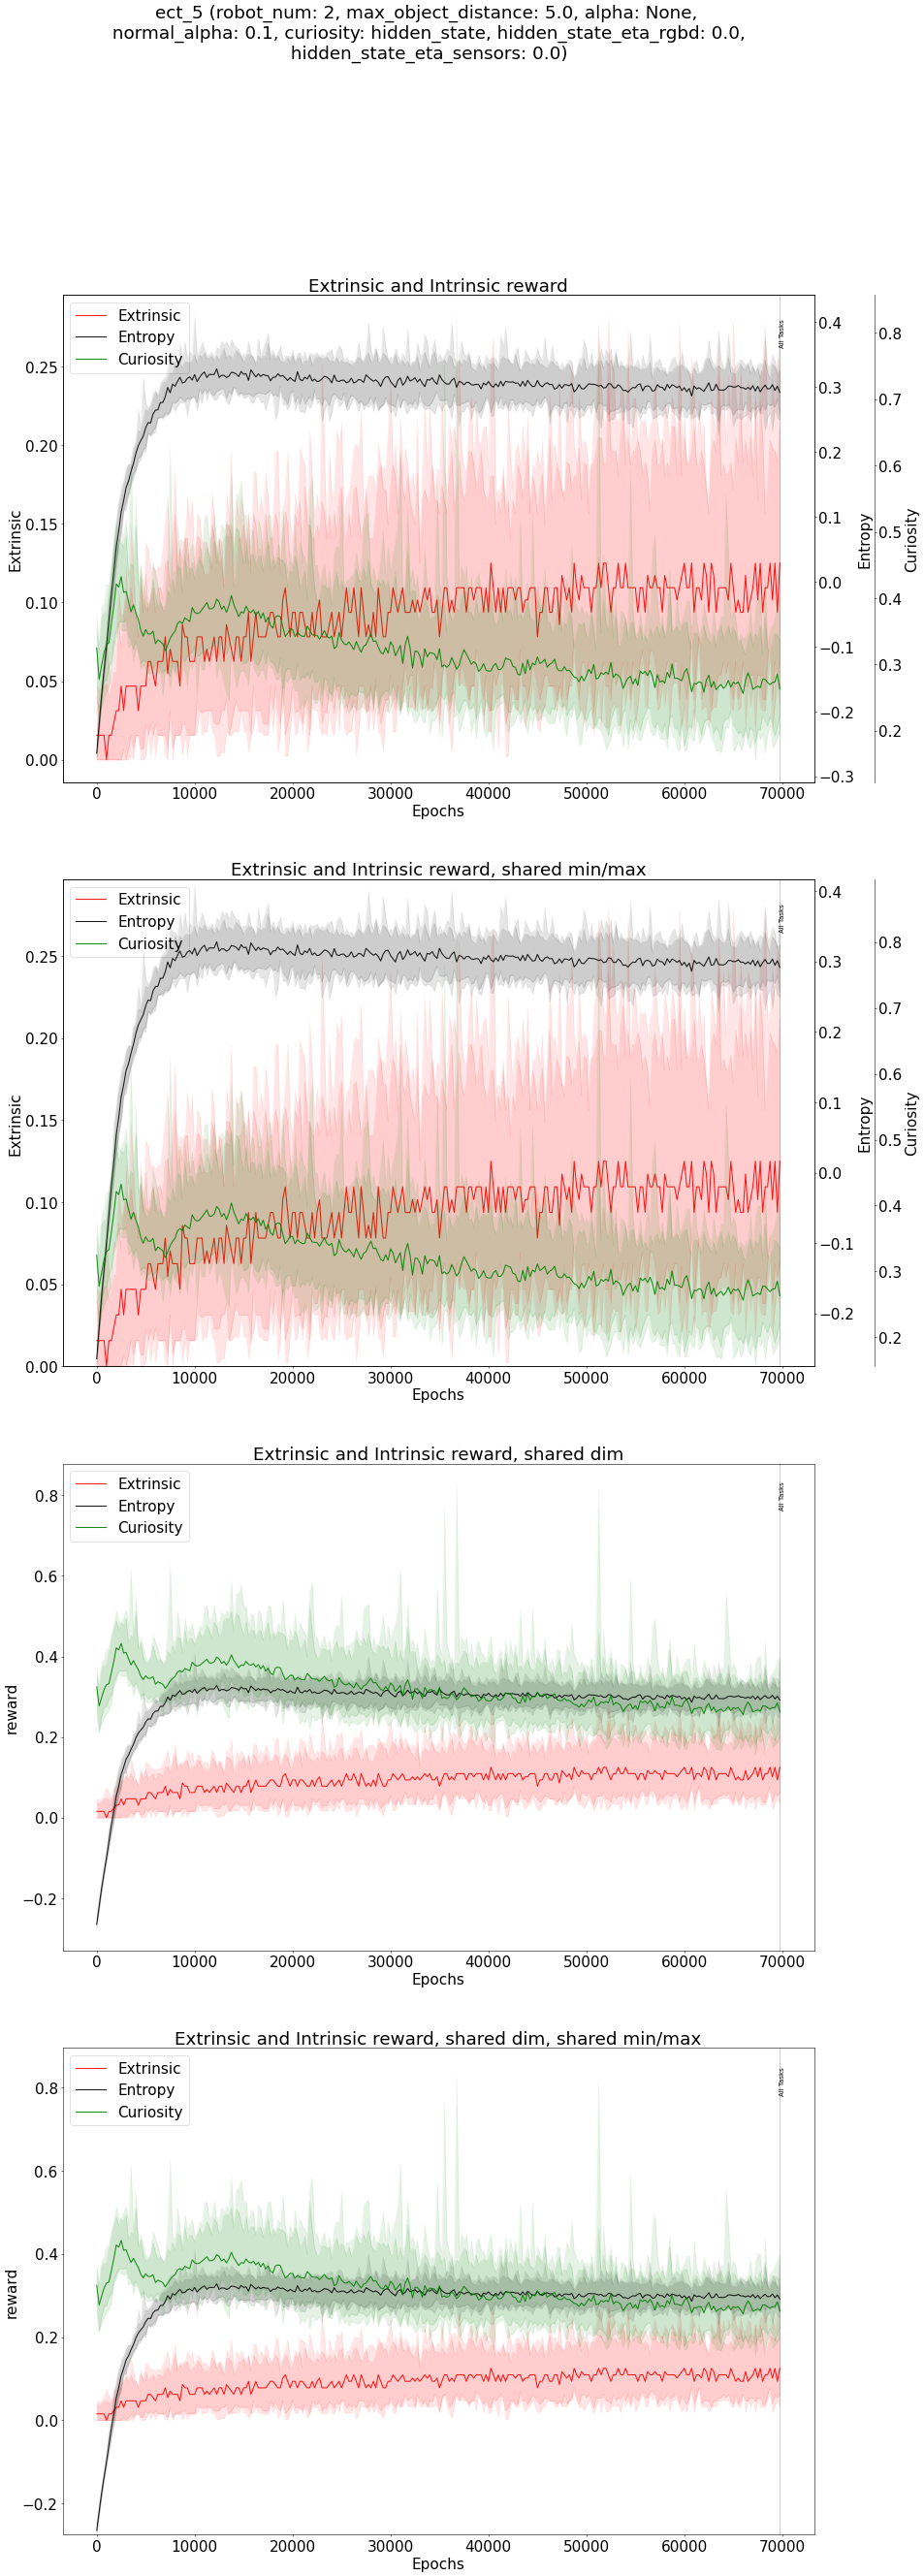 ect_5 (robot_num: 2, max_object_distance: 5.0, alpha: None,
normal_alpha: 0.1, curiosity: hidden_state, hidden_state_eta_rgbd: 0.0,
hidden_state_eta_sensors: 0.0)
Extrinsic and Intrinsic reward
Extrinsic
Entropy
Curiosity
All Tasks
0.25
0.20
0.15
0.10
0.05
0.00
Extrinsic
0.4
0.3
0.2
0.1
0.0
−0.1
−0.2
−0.3
Entropy
0.8
0.7
0.6
0.5
0.4
0.3
0.2
Curiosity
0 10000 20000 30000 40000 50000 60000 70000
Epochs
Extrinsic and Intrinsic reward, shared min/max
Extrinsic
Entropy
Curiosity
All Tasks
0.25
0.20
0.15
0.10
0.05
0.00
Extrinsic
0.4
0.3
0.2
0.1
0.0
−0.1
−0.2
Entropy
0.8
0.7
0.6
0.5
0.4
0.3
0.2
Curiosity
0 10000 20000 30000 40000 50000 60000 70000
Epochs
Extrinsic and Intrinsic reward, shared dim
Extrinsic
Entropy
Curiosity
All Tasks
0.8
0.6
0.4
0.2
0.0
−0.2
reward
0 10000 20000 30000 40000 50000 60000 70000
Epochs
Extrinsic and Intrinsic reward, shared dim, shared min/max
Extrinsic
Entropy
Curiosity
All Tasks
0.8
0.6
0.4
0.2
0.0
−0.2
reward
0 10000 20000 30000 40000 50000 60000 70000
Epochs